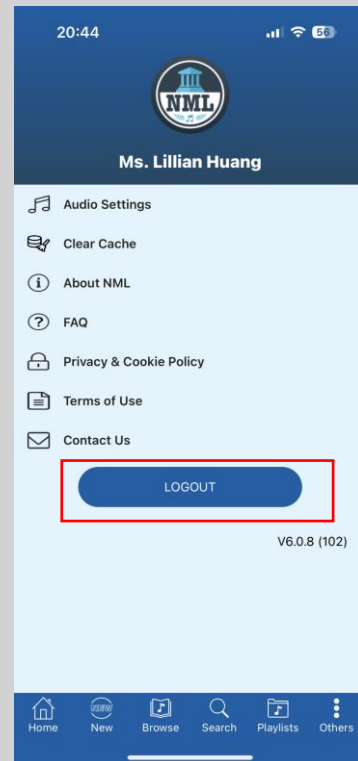 20:44
56
NML
Ms. Lillian Huang
Audio Settings
Clear Cache
About NML
FAQ
Privacy & Cookie Policy
Terms of Use
Contact Us
LOGOUT
V6.0.8 (102)
Home New Browse Search Playlists Others